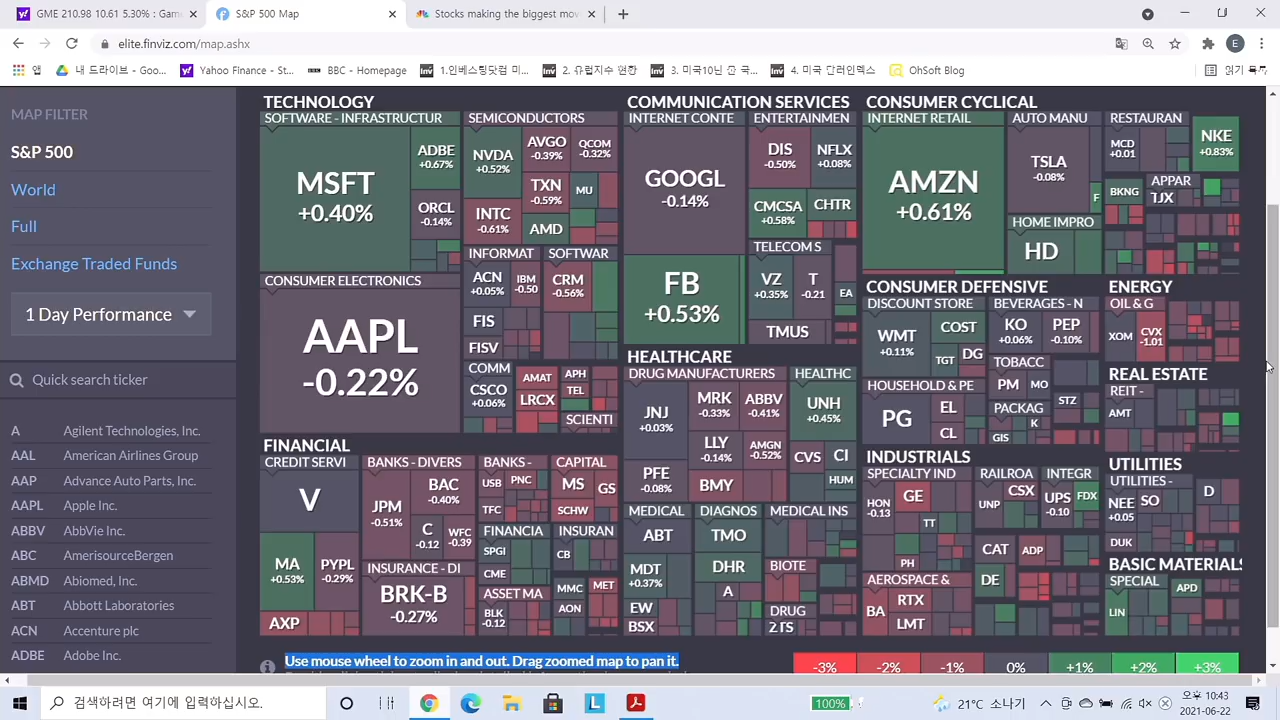 GME 210.98 10.61 5.30% : Gam
S&P 500 Map
Stocks making the biggest mov
elite.finviz.com/map.ashx
E
앱
내 드라이브 - Goo...
Yahoo Finance - St...
BBC - Homepage
1.인베스팅닷컴 미...
2. 유럽지수 현황
3. 미국10년 잔 국...
4. 미국 달러인덱스
OhSoft Blog
읽기 목록
MAP FILTER
S&P 500
World
Full
Exchange Traded Funds
1 Day Performance
Quick search ticker
A Agilent Technologies, Inc.
AAL American Airlines Group
AAP Advance Auto Parts, Inc.
AAPL Apple Inc.
ABBV AbbVie Inc.
ABC AmerisourceBergen
ABMD Abiomed, Inc.
ABT Abbott Laboratories
ACN Accenture plc
ADBE Adobe Inc.
TECHNOLOGY
SOFTWARE - INFRASTRUCTUR
MSFT
+0.40%
ADBE
+0.67%
ORCL
-0.14%
SEMICONDUCTORS
NVDA
+0.52%
AVGO
-0.39%
QCOM
-0.32%
TXN
-0.59%
MU
INTC
-0.61%
AMD
CONSUMER ELECTRONICS
AAPL
-0.22%
INFORMAT
ACN
+0.05%
IBM
-0.50
FIS
FISV
SOFTWAR
CRM
-0.56%
COMM
CSCO
+0.06%
AMAT
LRCX
APH
TEL
SCIENTI
COMMUNICATION SERVICES
INTERNET CONTE
GOOGL
-0.14%
FB
+0.53%
ENTERTAINMEN
DIS
-0.50%
NFLX
+0.08%
CMCSA
+0.58%
CHTR
TELECOM S
VZ
+0.35%
T
-0.21
TMUS
EA
CONSUMER CYCLICAL
INTERNET RETAIL
AMZN
+0.61%
AUTO MANU
TSLA
-0.08%
F
HOME IMPRO
HD
RESTAURAN
MCD
+0.01
NKE
+0.83%
BKNG
APPAR
TJX
CONSUMER DEFENSIVE
DISCOUNT STORE
WMT
+0.11%
COST
TGT
DG
BEVERAGES - N
KO
+0.06%
PEP
-0.10%
TOBACC
PM
MO
HOUSEHOLD & PE
PG
EL
CL
PACKAG
K
GIS
STZ
ENERGY
OIL & G
XOM
CVX
-1.01
REAL ESTATE
REIT -
AMT
FINANCIAL
CREDIT SERVI
V
MA
+0.53%
PYPL
-0.29%
AXP
BANKS - DIVERS
JPM
-0.51%
BAC
-0.40%
C
-0.12
WFC
-0.39
INSURANCE - DI
BRK-B
-0.27%
BANKS -
USB
PNC
TFC
CAPITAL
MS
GS
SCHW
FINANCIA
SPGI
CME
INSURAN
CB
MMC
MET
AON
ASSET MA
BLK
-0.12
HEALTHCARE
DRUG MANUFACTURERS
JNJ
+0.03%
MRK
-0.33%
ABBV
-0.41%
LLY
-0.14%
AMGN
-0.52%
PFE
-0.08%
BMY
HEALTHC
UNH
+0.45%
CVS
CI
HUM
MEDICAL
ABT
MDT
+0.37%
EW
BSX
DIAGNOS
TMO
DHR
A
MEDICAL INS
BIOTE
DRUG
INDUSTRIALS
SPECIALTY IND
HON
-0.13
GE
TT
PH
RAILROA
UNP
CSX
INTEGR
UPS
-0.10
FDX
CAT
ADP
DE
AEROSPACE &
BA
RTX
LMT
UTILITIES
UTILITIES -
NEE
+0.05
SO
D
DUK
BASIC MATERIALS
SPECIAL
LIN
APD
Use mouse wheel to zoom in and out. Drag zoomed map to pan it.
-3% -2% -1% 0% +1% +2% +3%
검색하려면 여기에 입력하십시오.
L
100%
21°C 소나기
오후 10:43
2021-06-22